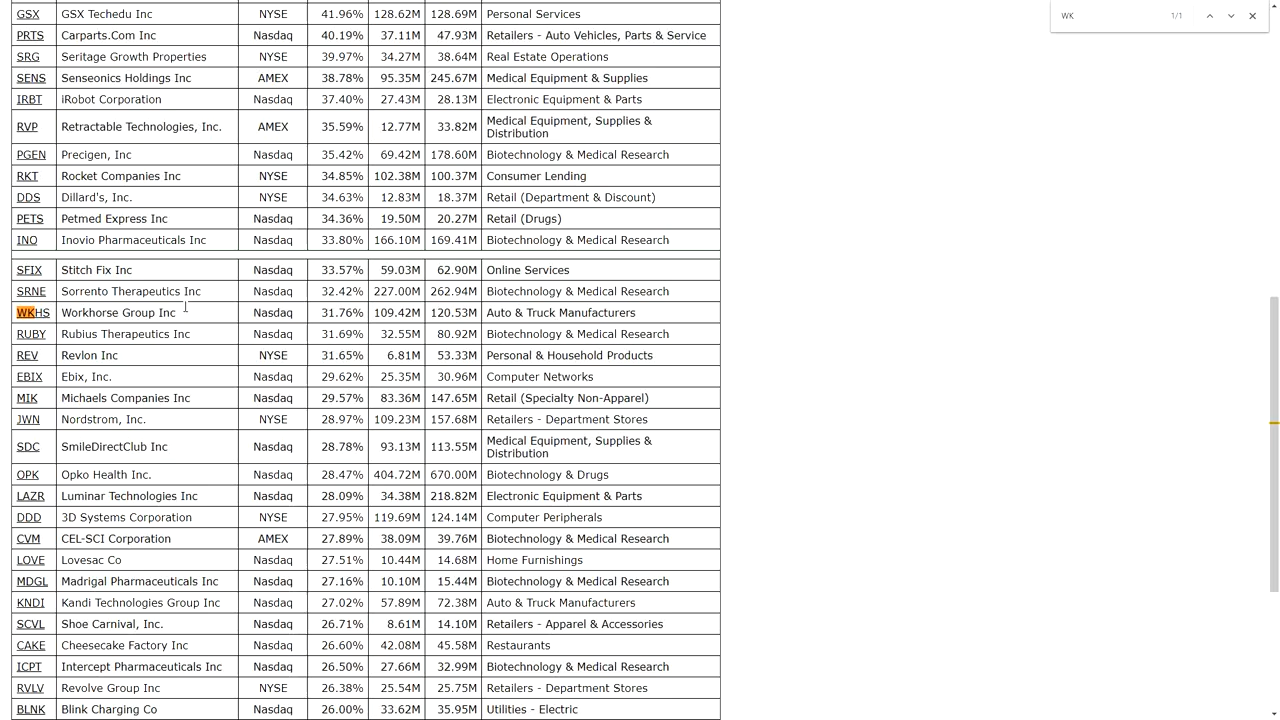 WK 1/1
GSX GSX Techedu Inc NYSE 41.96% 128.62M 128.69M Personal Services
PRTS Carparts.Com Inc Nasdaq 40.19% 37.11M 47.93M Retailers - Auto Vehicles, Parts & Service
SRG Seritage Growth Properties NYSE 39.97% 34.27M 38.64M Real Estate Operations
SENS Senseonics Holdings Inc AMEX 38.78% 95.35M 245.67M Medical Equipment & Supplies
IRBT iRobot Corporation Nasdaq 37.40% 27.43M 28.13M Electronic Equipment & Parts
RVP Retractable Technologies, Inc. AMEX 35.59% 12.77M 33.82M Medical Equipment, Supplies &
Distribution
PGEN Precigen, Inc Nasdaq 35.42% 69.42M 178.60M Biotechnology & Medical Research
RKT Rocket Companies Inc NYSE 34.85% 102.38M 100.37M Consumer Lending
DDS Dillard's, Inc. NYSE 34.63% 12.83M 18.37M Retail (Department & Discount)
PETS Petmed Express Inc Nasdaq 34.36% 19.50M 20.27M Retail (Drugs)
INO Inovio Pharmaceuticals Inc Nasdaq 33.80% 166.10M 169.41M Biotechnology & Medical Research
SFIX Stitch Fix Inc Nasdaq 33.57% 59.03M 62.90M Online Services
SRNE Sorrento Therapeutics Inc Nasdaq 32.42% 227.00M 262.94M Biotechnology & Medical Research
WKHS Workhorse Group Inc Nasdaq 31.76% 109.42M 120.53M Auto & Truck Manufacturers
RUBY Rubius Therapeutics Inc Nasdaq 31.69% 32.55M 80.92M Biotechnology & Medical Research
REV Revlon Inc NYSE 31.65% 6.81M 53.33M Personal & Household Products
EBIX Ebix, Inc. Nasdaq 29.62% 25.35M 30.96M Computer Networks
MIK Michaels Companies Inc Nasdaq 29.57% 83.36M 147.65M Retail (Specialty Non-Apparel)
JWN Nordstrom, Inc. NYSE 28.97% 109.23M 157.68M Retailers - Department Stores
SDC SmileDirectClub Inc Nasdaq 28.78% 93.13M 113.55M Medical Equipment, Supplies &
Distribution
OPK Opko Health Inc. Nasdaq 28.47% 404.72M 670.00M Biotechnology & Drugs
LAZR Luminar Technologies Inc Nasdaq 28.09% 34.38M 218.82M Electronic Equipment & Parts
DDD 3D Systems Corporation NYSE 27.95% 119.69M 124.14M Computer Peripherals
CVM CEL-SCI Corporation AMEX 27.89% 38.09M 39.76M Biotechnology & Medical Research
LOVE Lovesac Co Nasdaq 27.51% 10.44M 14.68M Home Furnishings
MDGL Madrigal Pharmaceuticals Inc Nasdaq 27.16% 10.10M 15.44M Biotechnology & Medical Research
KNDI Kandi Technologies Group Inc Nasdaq 27.02% 57.89M 72.38M Auto & Truck Manufacturers
SCVL Shoe Carnival, Inc. Nasdaq 26.71% 8.61M 14.10M Retailers - Apparel & Accessories
CAKE Cheesecake Factory Inc Nasdaq 26.60% 42.08M 45.58M Restaurants
ICPT Intercept Pharmaceuticals Inc Nasdaq 26.50% 27.66M 32.99M Biotechnology & Medical Research
RVLV Revolve Group Inc NYSE 26.38% 25.54M 25.75M Retailers - Department Stores
BLNK Blink Charging Co Nasdaq 26.00% 33.62M 35.95M Utilities - Electric